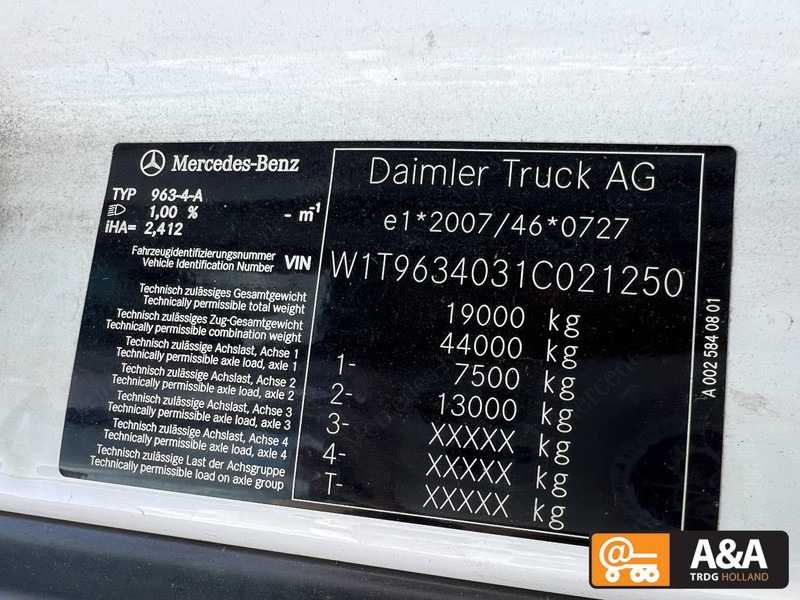 Mercedes-Benz
TYP 963-4-A
1,00 % - m-1
iHA= 2,412
Fahrzeugidentifizierungsnummer
Vehicle Identification Number VIN
Technisch zulässiges Gesamtgewicht
Technically permissible total weight
Technisch zulässiges Zug-Gesamtgewicht
Technically permissible combination weight
Technisch zulässige Achslast, Achse 1
Technically permissible axle load, axle 1
Technisch zulässige Achslast, Achse 2
Technically permissible axle load, axle 2
Technisch zulässige Achslast, Achse 3
Technically permissible axle load, axle 3
Technisch zulässige Achslast, Achse 4
Technically permissible axle load, axle 4
Technisch zulässige Last der Achsgruppe
Technically permissible load on axle group
Daimler Truck AG
e1*2007/46*0727
W1T9634031C021250
19000 kg
44000 kg
1- 7500 kg
2- 13000 kg
3- XXXXX kg
4- XXXXX kg
T- XXXXX kg
A 002 584 08 01
A&A
TRDG HOLLAND